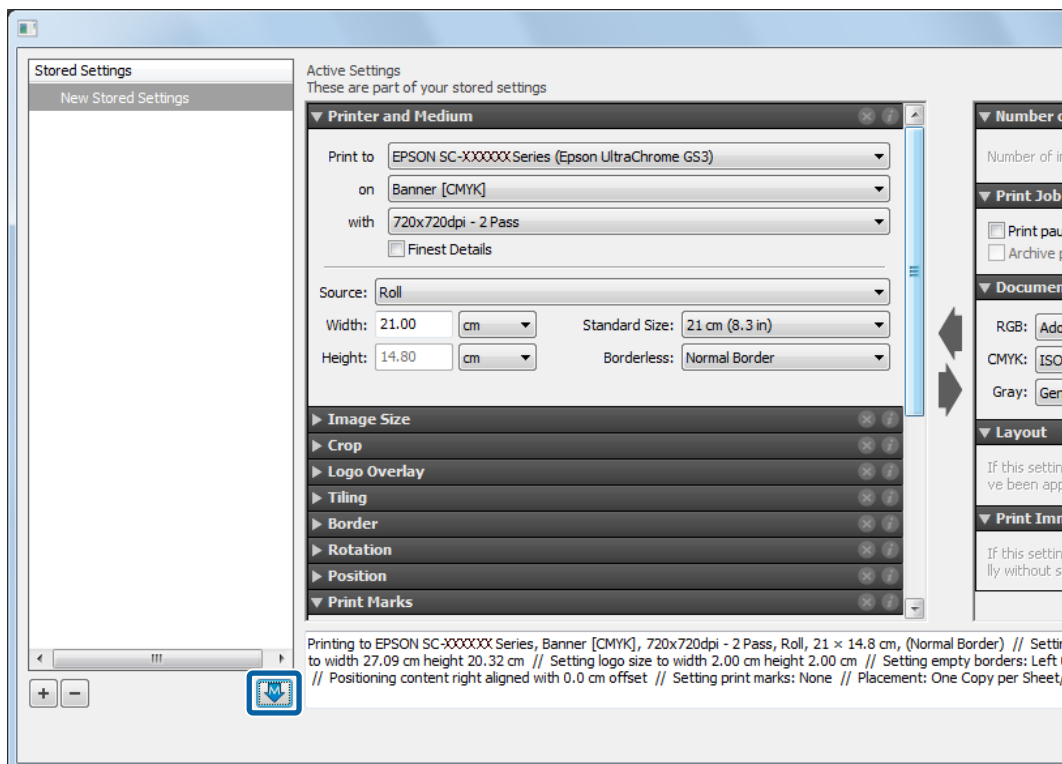 Stored Settings
New Stored Settings
Active Settings
These are part of your stored settings
Printer and Medium
Print to EPSON SC-XXXXXX Series (Epson UltraChrome GS3)
on Banner [CMYK]
with 720x720dpi - 2 Pass
Finest Details
Source: Roll
Width: 21.00 cm Standard Size: 21 cm (8.3 in)
Height: 14.80 cm Borderless: Normal Border
Image Size
Crop
Logo Overlay
Tiling
Border
Rotation
Position
Print Marks
Number o
Number of i
Print Job
Print pau
Archive p
Documen
RGB: Ado
CMYK: ISO
Gray: Gen
Layout
If this settin
ve been app
Print Imm
If this settin
lly without s
Printing to EPSON SC-XXXXXX Series, Banner [CMYK], 720x720dpi - 2 Pass, Roll, 21 × 14.8 cm, (Normal Border) // Settin
to width 27.09 cm height 20.32 cm // Setting logo size to width 2.00 cm height 2.00 cm // Setting empty borders: Left
// Positioning content right aligned with 0.0 cm offset // Setting print marks: None // Placement: One Copy per Sheet/
+ - M